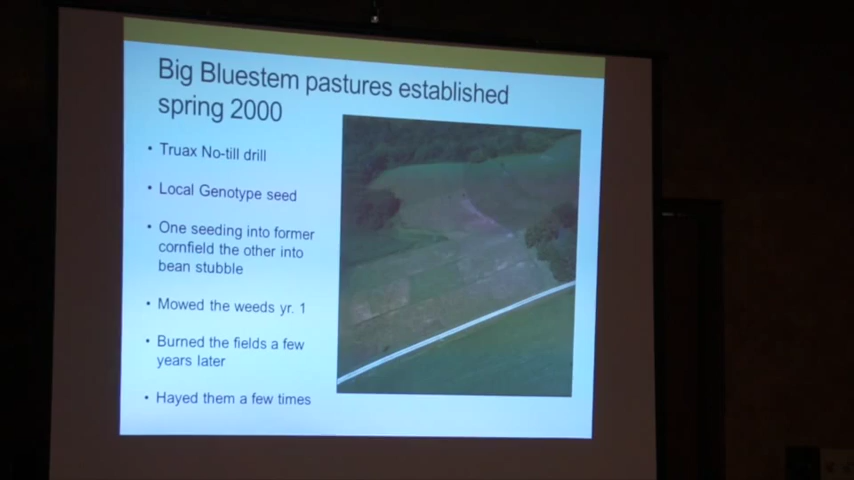 Big Bluestem pastures established
spring 2000
• Truax No-till drill
• Local Genotype seed
• One seeding into former
cornfield the other into
bean stubble
• Mowed the weeds yr. 1
• Burned the fields a few
years later
• Hayed them a few times